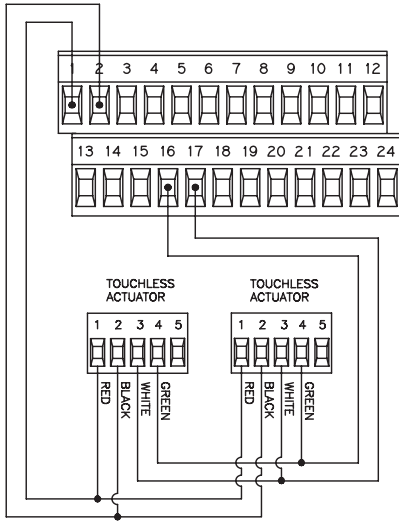 1 2 3 4 5 6 7 8 9 10 11 12
13 14 15 16 17 18 19 20 21 22 23 24
TOUCHLESS
ACTUATOR
1 2 3 4 5
RED
BLACK
WHITE
GREEN
TOUCHLESS
ACTUATOR
1 2 3 4 5
RED
BLACK
WHITE
GREEN